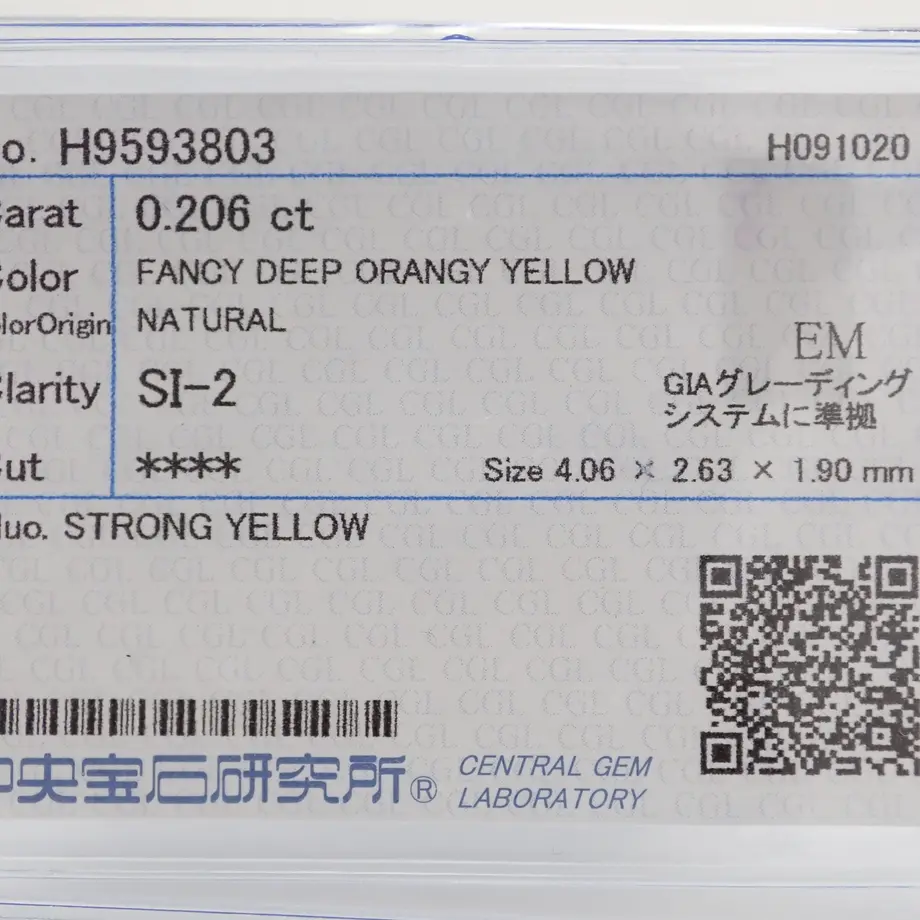 o. H9593803 H091020
Carat 0.206 ct
Color FANCY DEEP ORANGY YELLOW
lorOrigin NATURAL
EM
Clarity SI-2 GIAグレーディング
システムに準拠
Cut **** Size 4.06 × 2.63 × 1.90 mm
luo. STRONG YELLOW
中央宝石研究所® CENTRAL GEM
LABORATORY